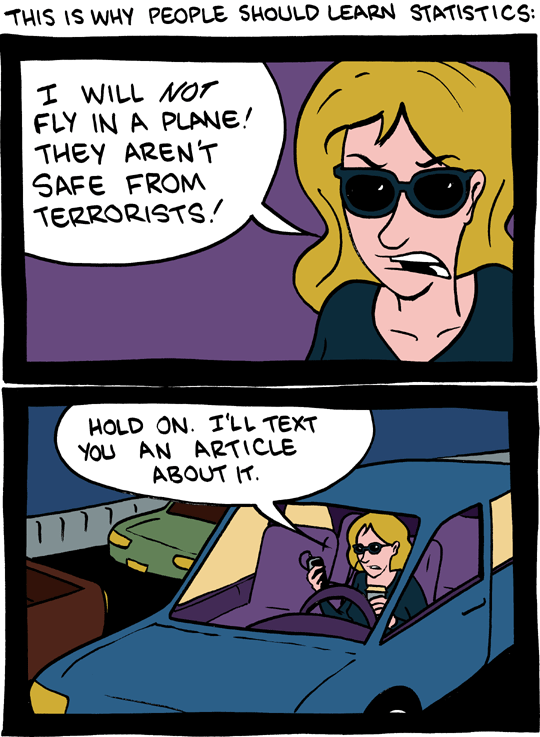 THIS IS WHY PEOPLE SHOULD LEARN STATISTICS:
I WILL NOT
FLY IN A PLANE!
THEY AREN'T
SAFE FROM
TERRORISTS!
HOLD ON. I'LL TEXT
YOU AN ARTICLE
ABOUT IT.